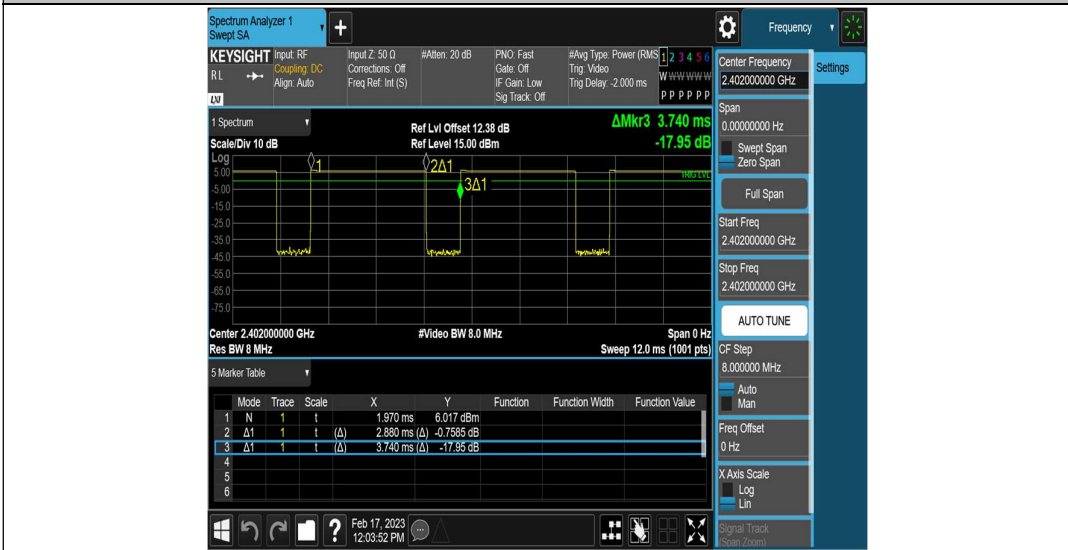 Spectrum Analyzer 1
Swept SA
+
Frequency
KEYSIGHT
RL
LXI
Input: RF
Coupling: DC
Align: Auto
Input Z: 50 Ω
Corrections: Off
Freq Ref: Int (S)
#Atten: 20 dB
PNO: Fast
Gate: Off
IF Gain: Low
Sig Track: Off
#Avg Type: Power (RMS
Trig: Video
Trig Delay: -2.000 ms
1 2 3 4 5 6
W W W W W W
P P P P P P
1 Spectrum
Scale/Div 10 dB
Ref Lvl Offset 12.38 dB
Ref Level 15.00 dBm
ΔMkr3 3.740 ms
-17.95 dB
Log
5.00
-5.00
-15.0
-25.0
-35.0
-45.0
-55.0
-65.0
-75.0
1
2Δ1
3Δ1
TRIG LVL
Center 2.402000000 GHz
Res BW 8 MHz
#Video BW 8.0 MHz
Span 0 Hz
Sweep 12.0 ms (1001 pts)
5 Marker Table
Mode Trace Scale X Y Function Function Width Function Value
1 N 1 t 1.970 ms 6.017 dBm
2 Δ1 1 t (Δ) 2.880 ms (Δ) -0.7585 dB
3 Δ1 1 t (Δ) 3.740 ms (Δ) -17.95 dB
4
5
6
?
Feb 17, 2023
12:03:52 PM
Center Frequency
2.402000000 GHz
Settings
Span
0.00000000 Hz
Swept Span
Zero Span
Full Span
Start Freq
2.402000000 GHz
Stop Freq
2.402000000 GHz
AUTO TUNE
CF Step
8.000000 MHz
Auto
Man
Freq Offset
0 Hz
X Axis Scale
Log
Lin
Signal Track
(Span Zoom)